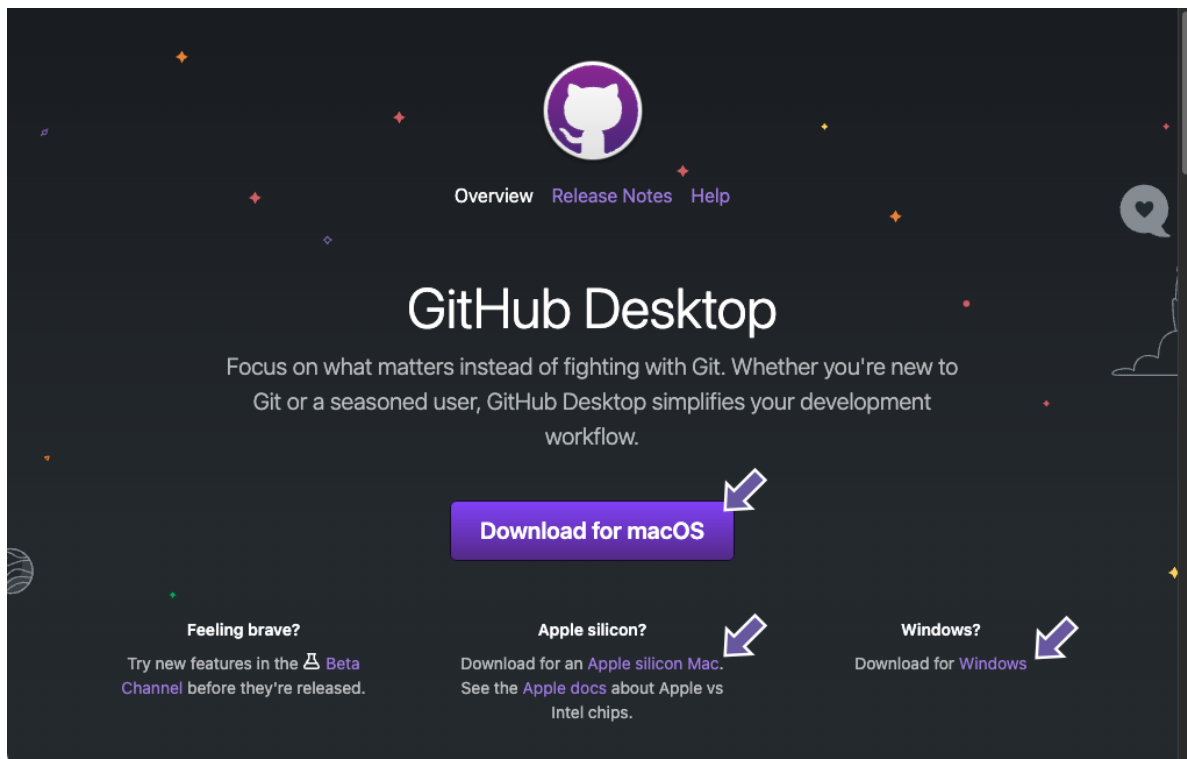 Overview Release Notes Help
GitHub Desktop
Focus on what matters instead of fighting with Git. Whether you're new to
Git or a seasoned user, GitHub Desktop simplifies your development
workflow.
Download for macOS
Feeling brave?
Try new features in the Beta
Channel before they're released.
Apple silicon?
Download for an Apple silicon Mac.
See the Apple docs about Apple vs
Intel chips.
Windows?
Download for Windows